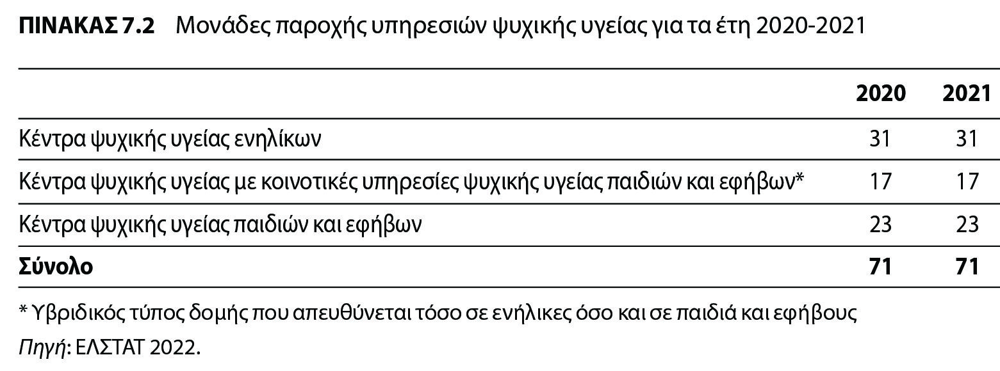 ΠΙΝΑΚΑΣ 7.2 Μονάδες παροχής υπηρεσιών ψυχικής υγείας για τα έτη 2020-2021
2020 2021
Κέντρα ψυχικής υγείας ενηλίκων 31 31
Κέντρα ψυχικής υγείας με κοινοτικές υπηρεσίες ψυχικής υγείας παιδιών και εφήβων* 17 17
Κέντρα ψυχικής υγείας παιδιών και εφήβων 23 23
Σύνολο 71 71
* Υβριδικός τύπος δομής που απευθύνεται τόσο σε ενήλικες όσο και σε παιδιά και εφήβους
Πηγή: ΕΛΣΤΑΤ 2022.